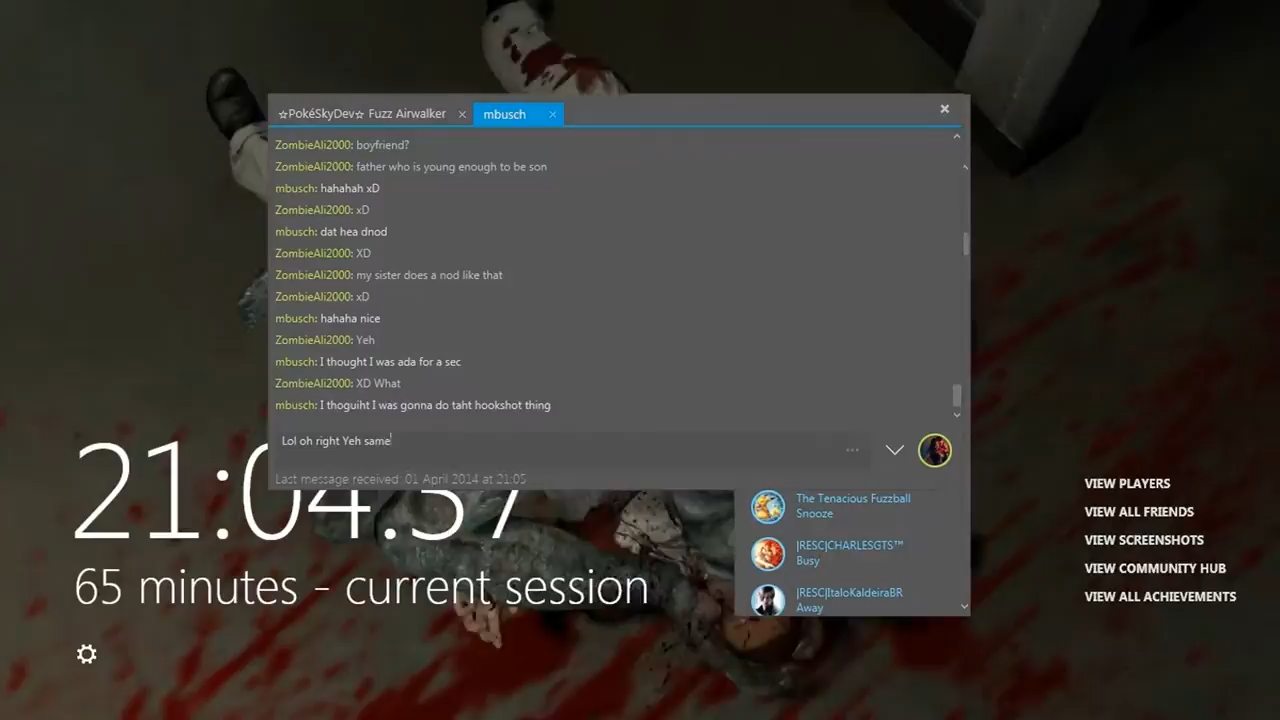 ☆PokéSkyDev☆ Fuzz Airwalker
mbusch
ZombieAli2000: boyfriend?
ZombieAli2000: father who is young enough to be son
mbusch: hahahah xD
ZombieAli2000: xD
mbusch: dat hea dnod
ZombieAli2000: XD
ZombieAli2000: my sister does a nod like that
ZombieAli2000: xD
mbusch: hahaha nice
ZombieAli2000: Yeh
mbusch: I thought I was ada for a sec
ZombieAli2000: XD What
mbusch: I thoguiht I was gonna do taht hookshot thing
Lol oh right Yeh same
Last message received: 01 April 2014 at 21:05
21:04:37
65 minutes - current session
The Tenacious Fuzzball
Snooze
|RESC|CHARLESGTS™
Busy
|RESC|ItaloKaldeiraBR
Away
VIEW PLAYERS
VIEW ALL FRIENDS
VIEW SCREENSHOTS
VIEW COMMUNITY HUB
VIEW ALL ACHIEVEMENTS